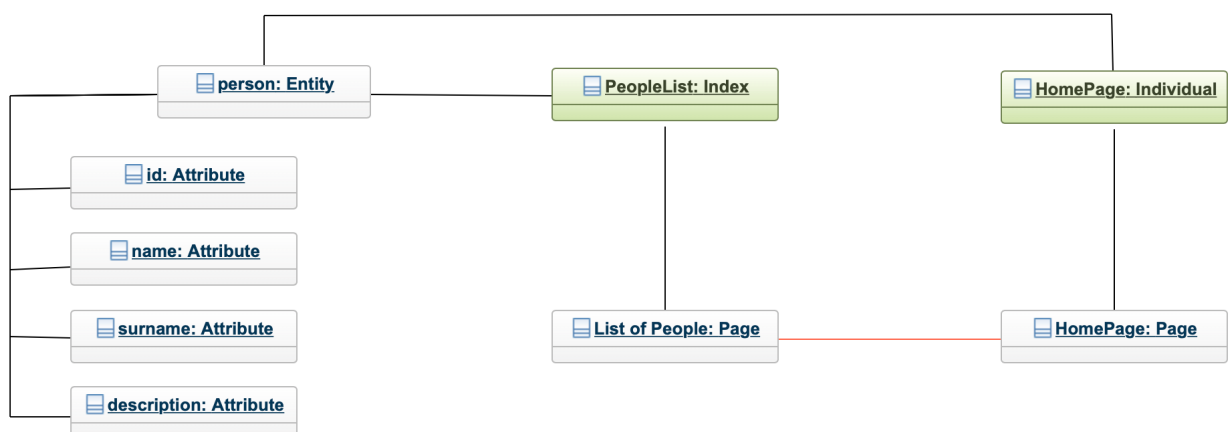 person: Entity
PeopleList: Index
HomePage: Individual
id: Attribute
name: Attribute
surname: Attribute
List of People: Page
HomePage: Page
description: Attribute